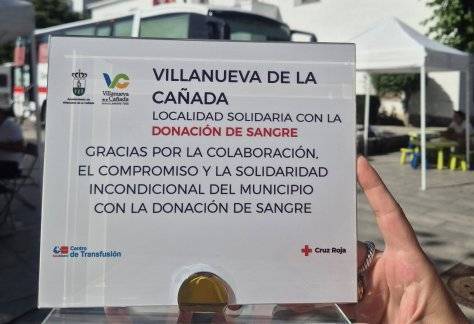 VILLANUEVA DE LA
CAÑADA
LOCALIDAD SOLIDARIA CON LA
DONACIÓN DE SANGRE
GRACIAS POR LA COLABORACIÓN,
EL COMPROMISO Y LA SOLIDARIDAD
INCONDICIONAL DEL MUNICIPIO
CON LA DONACIÓN DE SANGRE
Villanueva
de la Cañada
Centro
de Transfusión
Cruz Roja